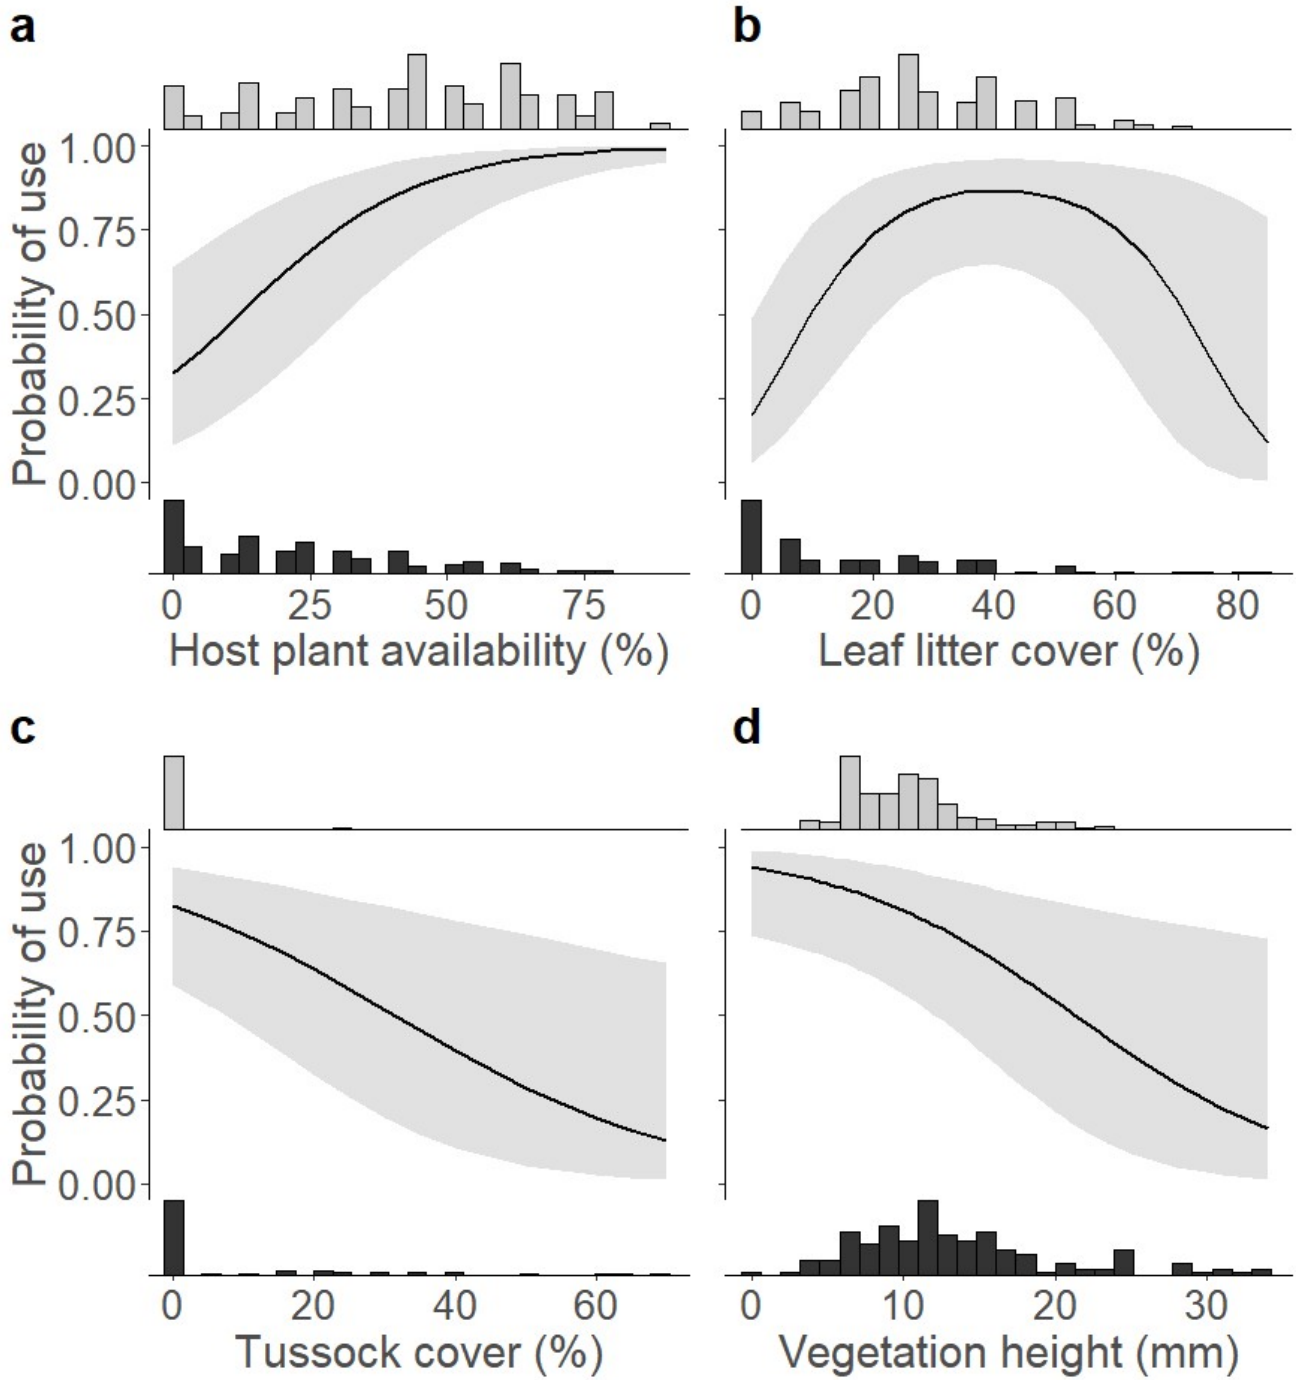 a
b
Probability of use
1.00
0.75
0.50
0.25
0.00
0 25 50 75
0 20 40 60 80
Host plant availability (%)
Leaf litter cover (%)
c
d
Probability of use
1.00
0.75
0.50
0.25
0.00
0 20 40 60
0 10 20 30
Tussock cover (%)
Vegetation height (mm)